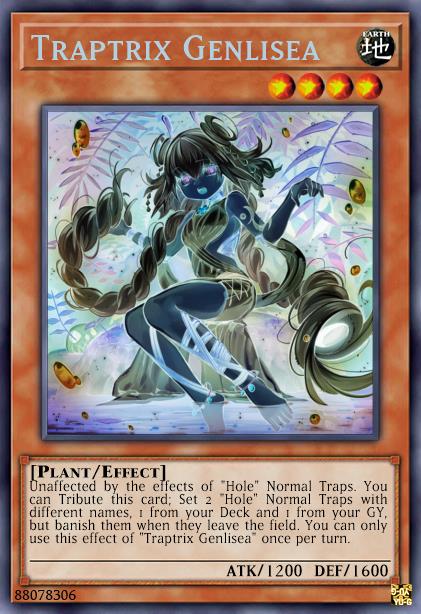 Traptrix Genlisea
EARTH
地
[Plant/Effect]
Unaffected by the effects of "Hole" Normal Traps. You
can Tribute this card; Set 2 "Hole" Normal Traps with
different names, 1 from your Deck and 1 from your GY,
but banish them when they leave the field. You can only
use this effect of "Traptrix Genlisea" once per turn.
ATK/1200 DEF/1600
88078306